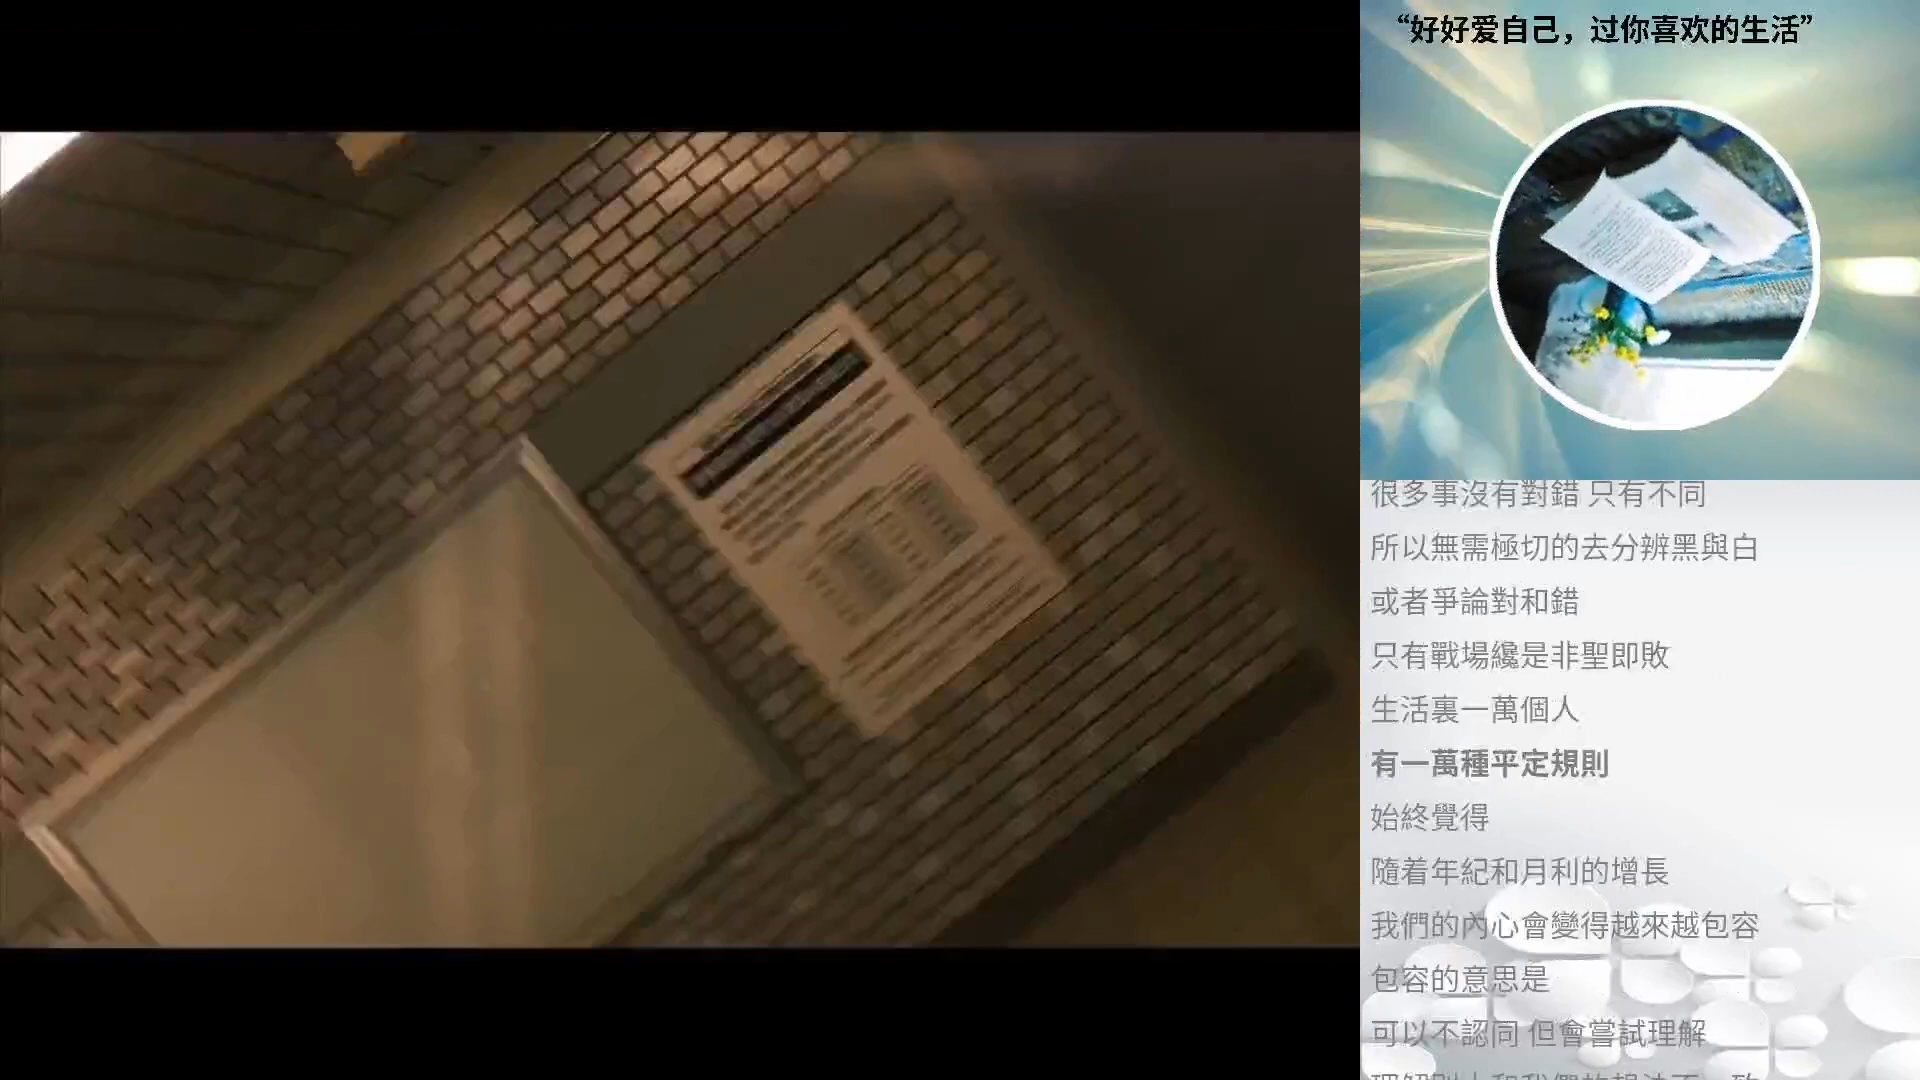 “好好爱自己，过你喜欢的生活”
很多事沒有對錯 只有不同
所以無需極切的去分辨黑與白
或者爭論對和錯
只有戰場纔是非聖即敗
生活裏一萬個人
有一萬種平定規則
始終覺得
隨着年紀和月利的增長
我們的內心會變得越來越包容
包容的意思是
可以不認同 但會嘗試理解